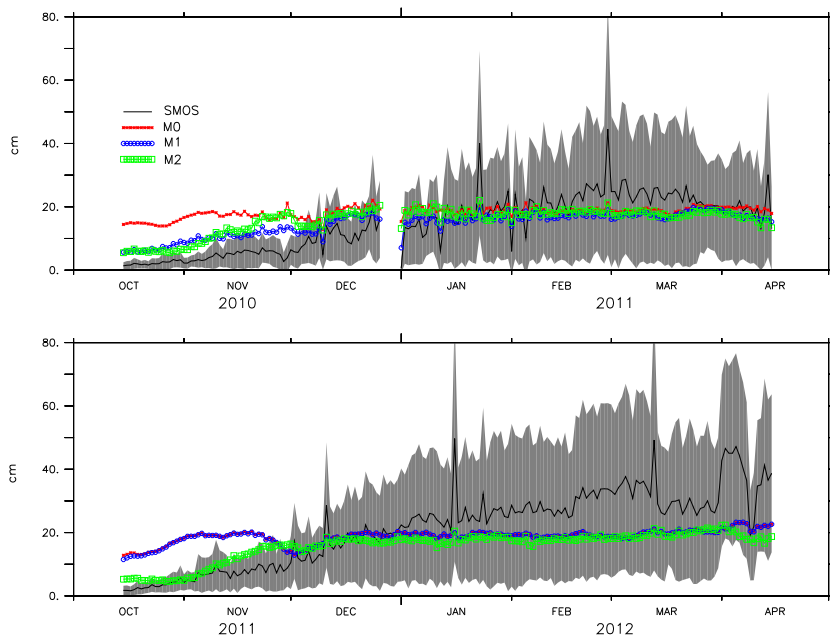 80.
60.
40.
20.
0.
cm
SMOS
M0
M1
M2
OCT NOV DEC JAN FEB MAR APR
2010 2011
80.
60.
40.
20.
0.
cm
OCT NOV DEC JAN FEB MAR APR
2011 2012